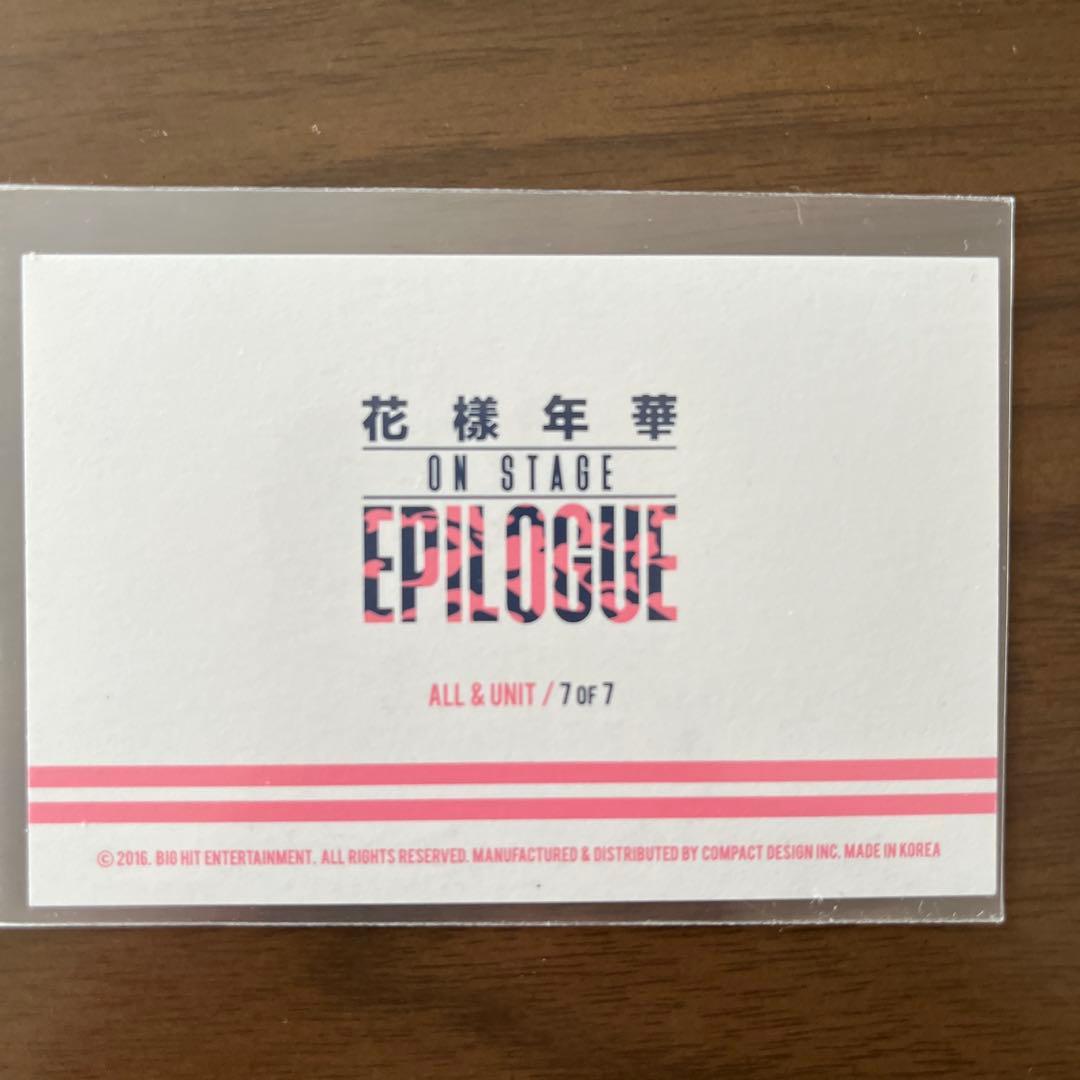 花樣年華
ON STAGE
EPILOGUE
ALL & UNIT / 7 OF 7
© 2016. BIG HIT ENTERTAINMENT. ALL RIGHTS RESERVED. MANUFACTURED & DISTRIBUTED BY COMPACT DESIGN INC. MADE IN KOREA